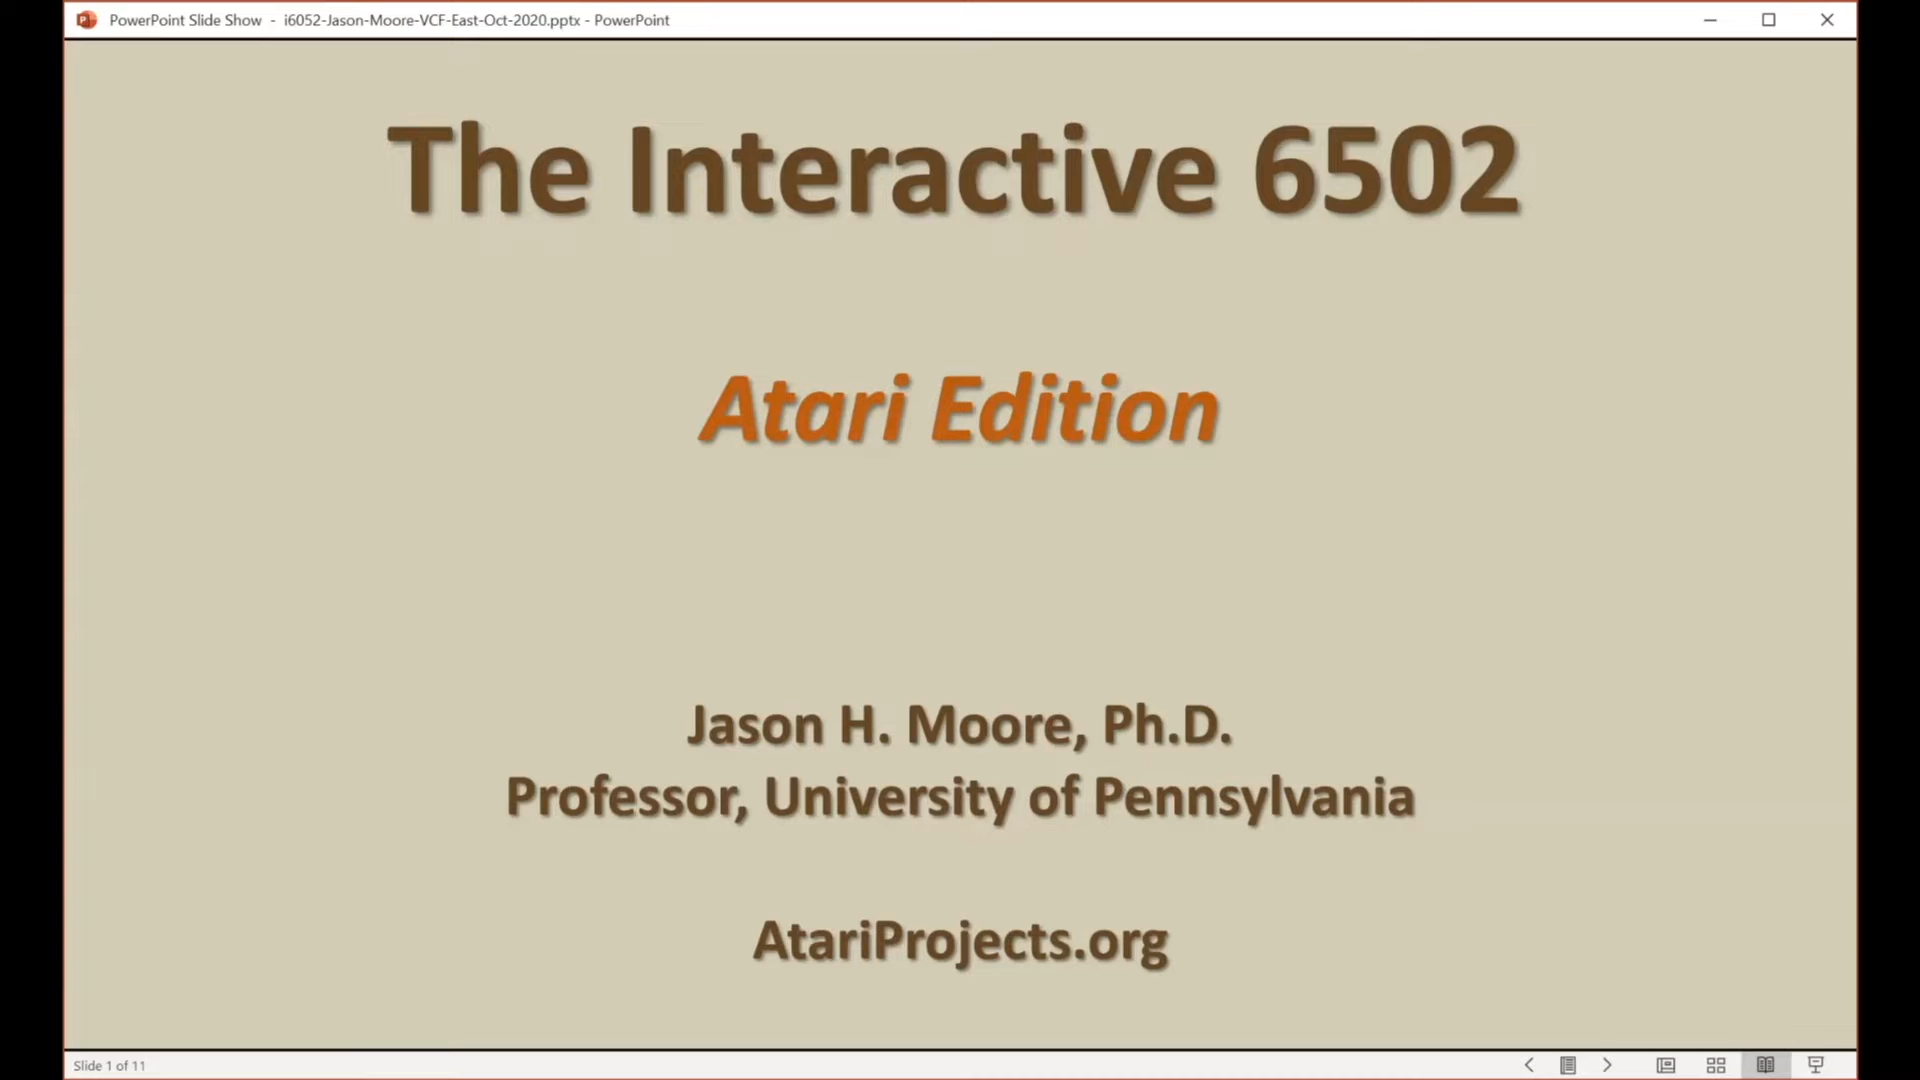 PowerPoint Slide Show - i6052-Jason-Moore-VCF-East-Oct-2020.pptx - PowerPoint
The Interactive 6502
Atari Edition
Jason H. Moore, Ph.D.
Professor, University of Pennsylvania
AtariProjects.org
Slide 1 of 11